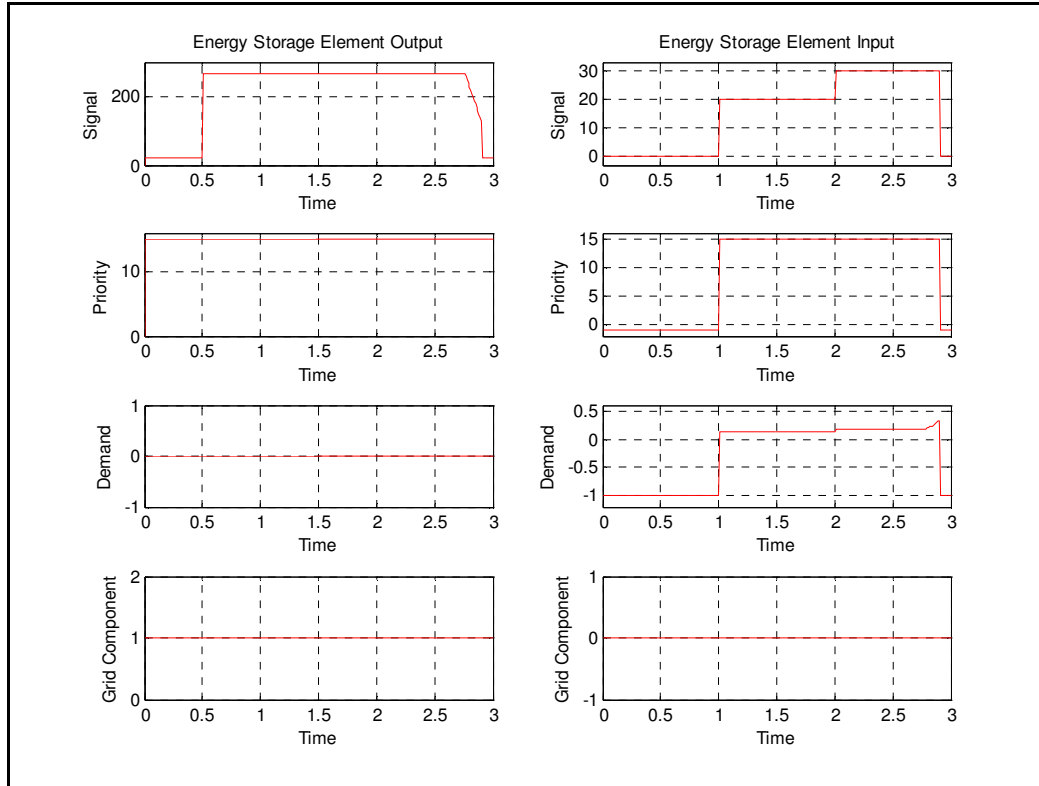 Energy Storage Element Output
Signal
200
0
0 0.5 1 1.5 2 2.5 3
Time
Priority
10
0
0 0.5 1 1.5 2 2.5 3
Time
Demand
1
0
-1
0 0.5 1 1.5 2 2.5 3
Time
Grid Component
2
1
0
0 0.5 1 1.5 2 2.5 3
Time
Energy Storage Element Input
Signal
30
20
10
0
0 0.5 1 1.5 2 2.5 3
Time
Priority
15
10
5
0
0 0.5 1 1.5 2 2.5 3
Time
Demand
0.5
0
-0.5
-1
0 0.5 1 1.5 2 2.5 3
Time
Grid Component
1
0
-1
0 0.5 1 1.5 2 2.5 3
Time